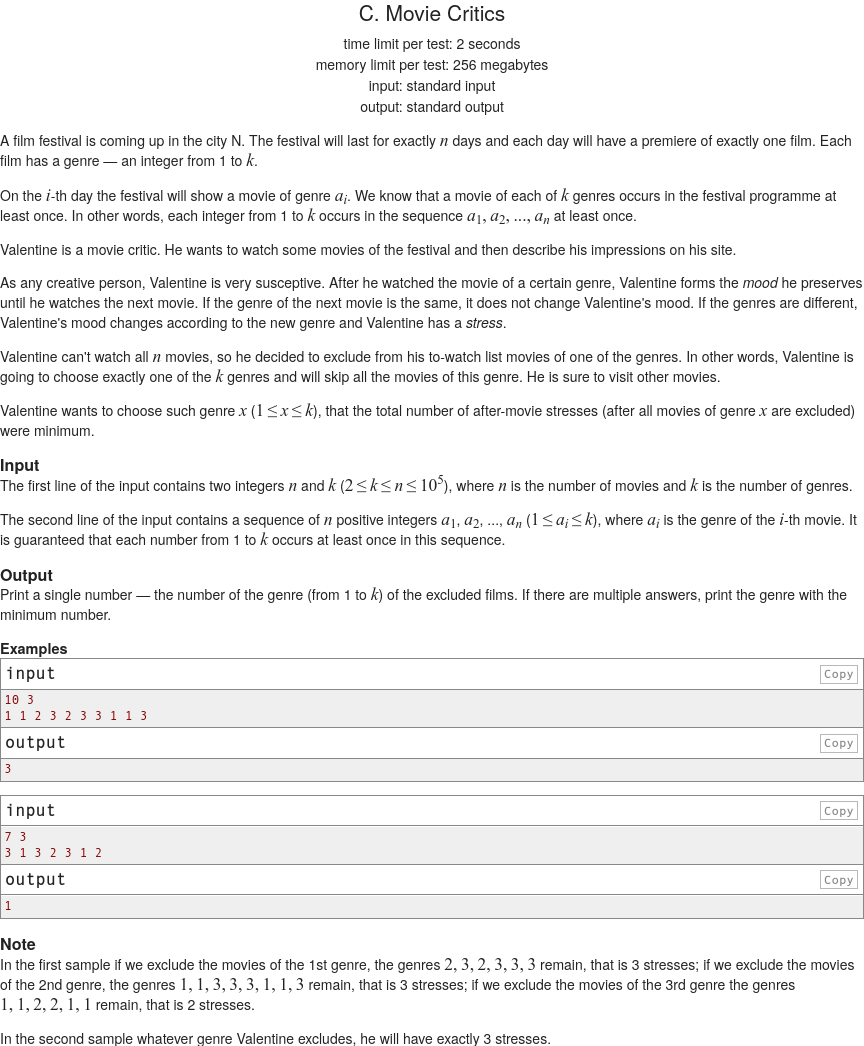 C. Movie Critics
time limit per test: 2 seconds
memory limit per test: 256 megabytes
input: standard input
output: standard output
A film festival is coming up in the city N. The festival will last for exactly n days and each day will have a premiere of exactly one film. Each
film has a genre — an integer from 1 to k.
On the i-th day the festival will show a movie of genre aᵢ. We know that a movie of each of k genres occurs in the festival programme at
least once. In other words, each integer from 1 to k occurs in the sequence a₁, a₂, ..., aₙ at least once.
Valentine is a movie critic. He wants to watch some movies of the festival and then describe his impressions on his site.
As any creative person, Valentine is very susceptive. After he watched the movie of a certain genre, Valentine forms the mood he preserves
until he watches the next movie. If the genre of the next movie is the same, it does not change Valentine's mood. If the genres are different,
Valentine's mood changes according to the new genre and Valentine has a stress.
Valentine can't watch all n movies, so he decided to exclude from his to-watch list movies of one of the genres. In other words, Valentine is
going to choose exactly one of the k genres and will skip all the movies of this genre. He is sure to visit other movies.
Valentine wants to choose such genre x (1 ≤ x ≤ k), that the total number of after-movie stresses (after all movies of genre x are excluded)
were minimum.
Input
The first line of the input contains two integers n and k (2 ≤ k ≤ n ≤ 10⁵), where n is the number of movies and k is the number of genres.
The second line of the input contains a sequence of n positive integers a₁, a₂, ..., aₙ (1 ≤ aᵢ ≤ k), where aᵢ is the genre of the i-th movie. It
is guaranteed that each number from 1 to k occurs at least once in this sequence.
Output
Print a single number — the number of the genre (from 1 to k) of the excluded films. If there are multiple answers, print the genre with the
minimum number.
Examples
input Copy
10 3
1 1 2 3 2 3 3 1 1 3
output Copy
3
input Copy
7 3
3 1 3 2 3 1 2
output Copy
1
Note
In the first sample if we exclude the movies of the 1st genre, the genres 2, 3, 2, 3, 3, 3 remain, that is 3 stresses; if we exclude the movies
of the 2nd genre, the genres 1, 1, 3, 3, 3, 1, 1, 3 remain, that is 3 stresses; if we exclude the movies of the 3rd genre the genres
1, 1, 2, 2, 1, 1 remain, that is 2 stresses.
In the second sample whatever genre Valentine excludes, he will have exactly 3 stresses.